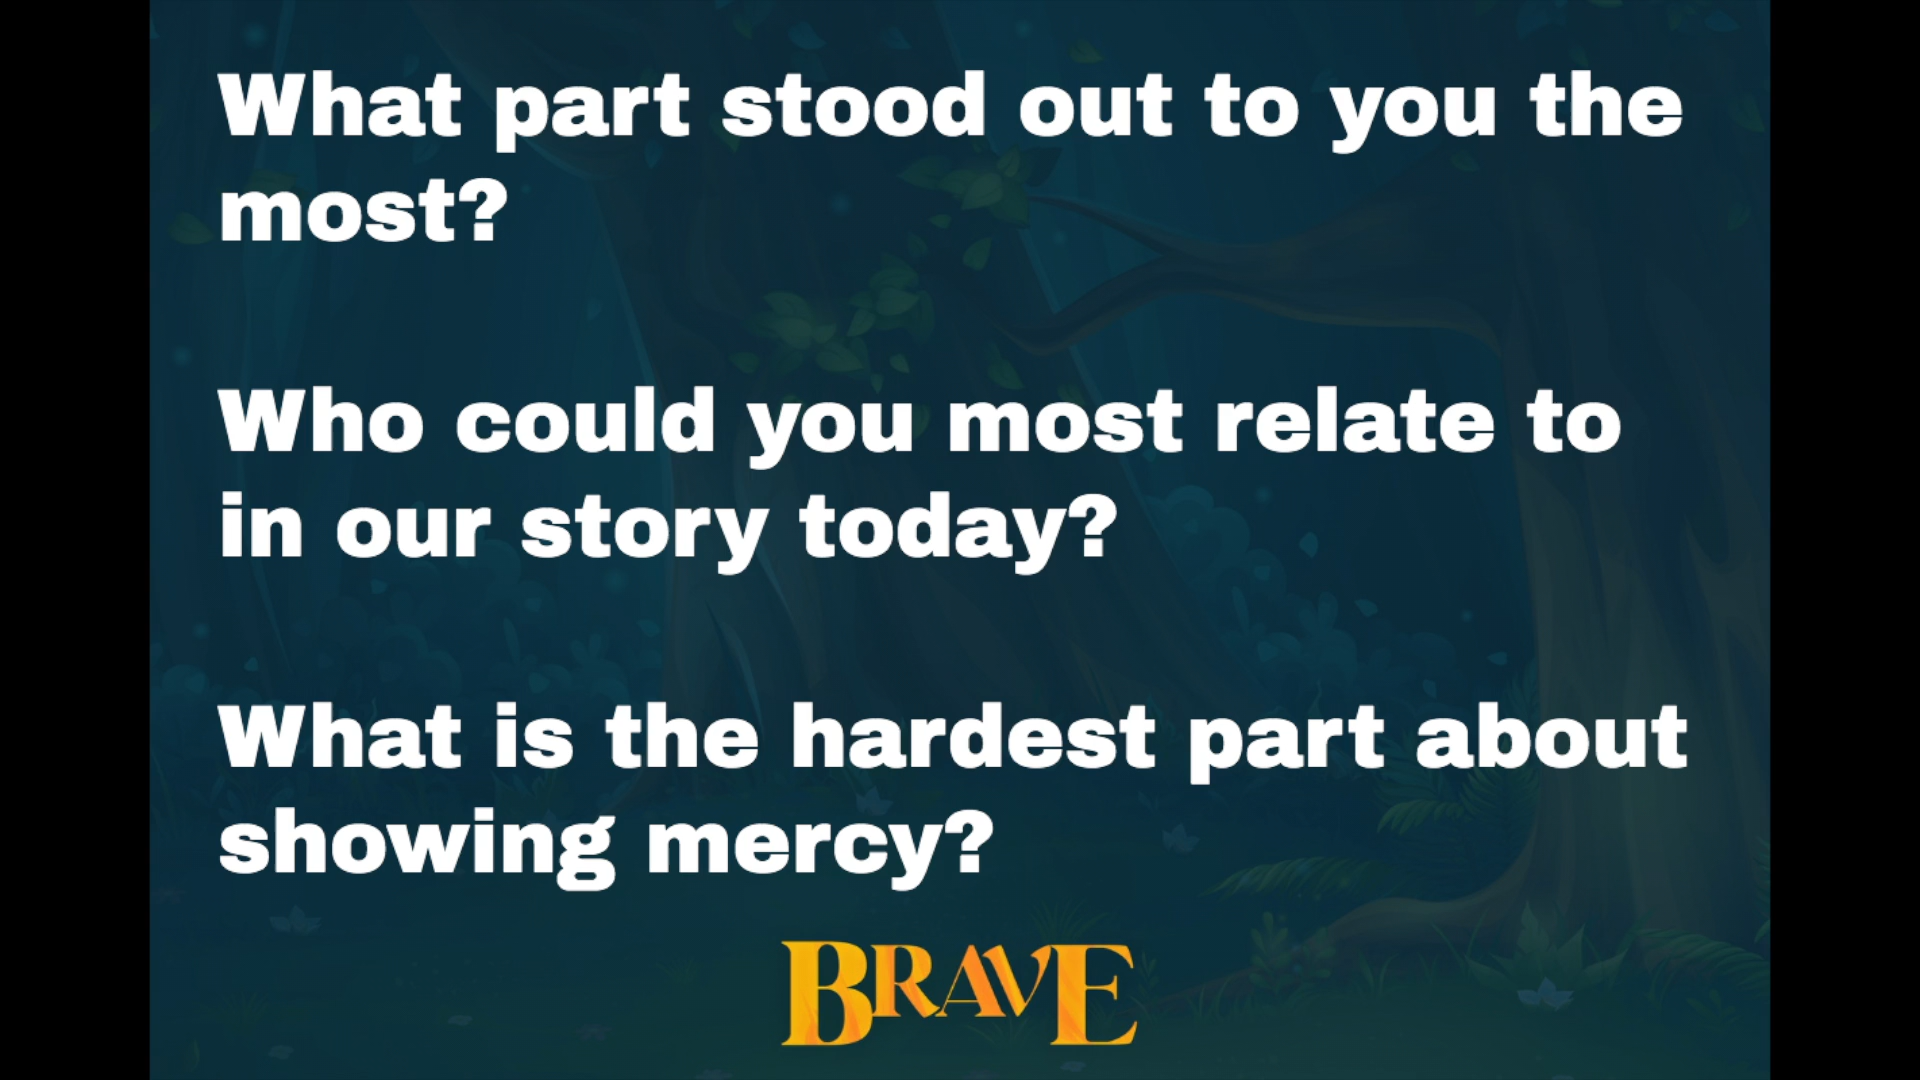 What part stood out to you the
most?
Who could you most relate to
in our story today?
What is the hardest part about
showing mercy?
BRAVE